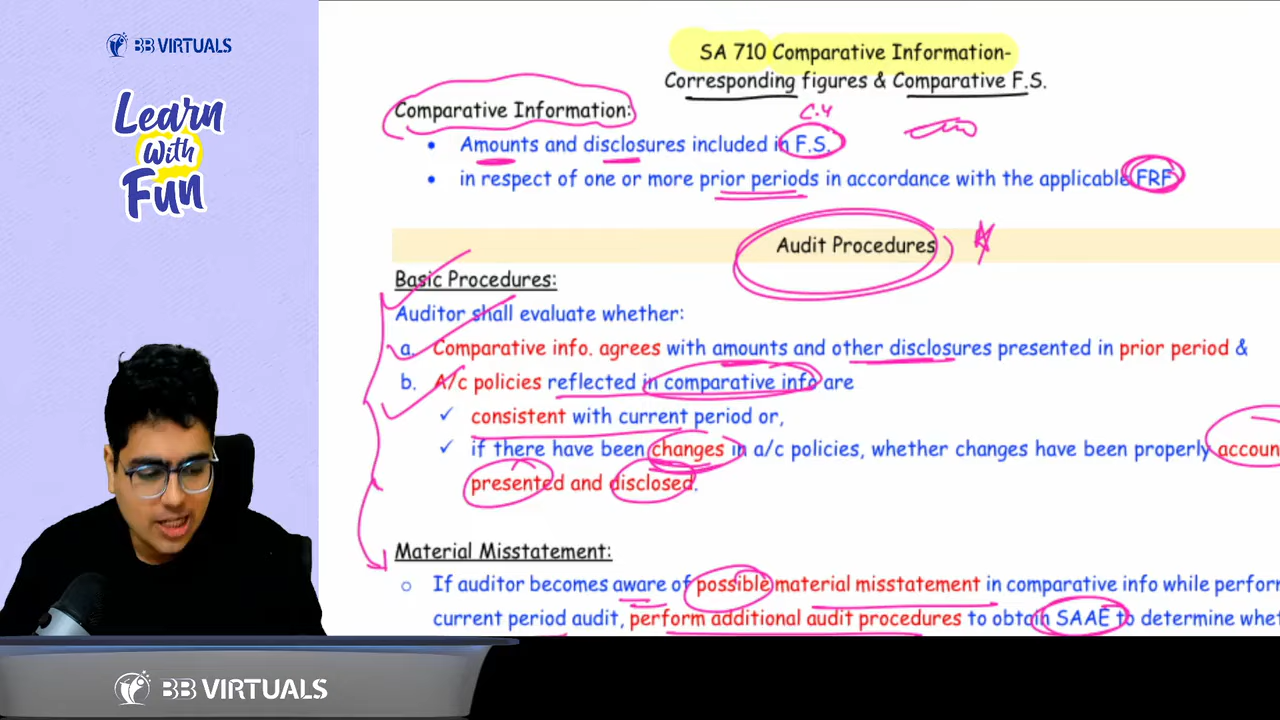 BB VIRTUALS
Learn
With
Fun
SA 710 Comparative Information-
Corresponding figures & Comparative F.S.
Comparative Information:
C.Y
• Amounts and disclosures included in F.S.
• in respect of one or more prior periods in accordance with the applicable FRF
Audit Procedures
Basic Procedures:
Auditor shall evaluate whether:
a. Comparative info. agrees with amounts and other disclosures presented in prior period &
b. A/c policies reflected in comparative info are
✓ consistent with current period or,
✓ if there have been changes in a/c policies, whether changes have been properly accoun
presented and disclosed.
Material Misstatement:
o If auditor becomes aware of possible material misstatement in comparative info while perform
current period audit, perform additional audit procedures to obtain SAAE to determine whet
BB VIRTUALS